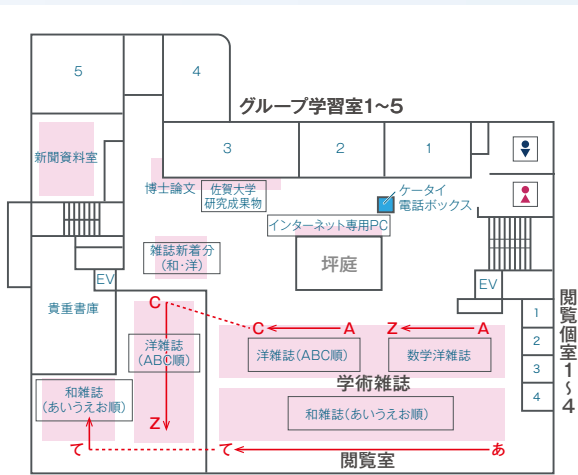 5
4
グループ学習室1～5
3
2
1
新聞資料室
博士論文
佐賀大学
研究成果物
ケータイ
電話ボックス
インターネット専用PC
雑誌新着分
（和・洋）
坪庭
EV
EV
貴重書庫
C
C
A
Z
A
洋雑誌
（ABC順）
洋雑誌（ABC順）
数学洋雑誌
学術雑誌
和雑誌
（あいうえお順）
和雑誌（あいうえお順）
Z
て
て
あ
閲覧室
1
2
3
4
閲覧個室1～4